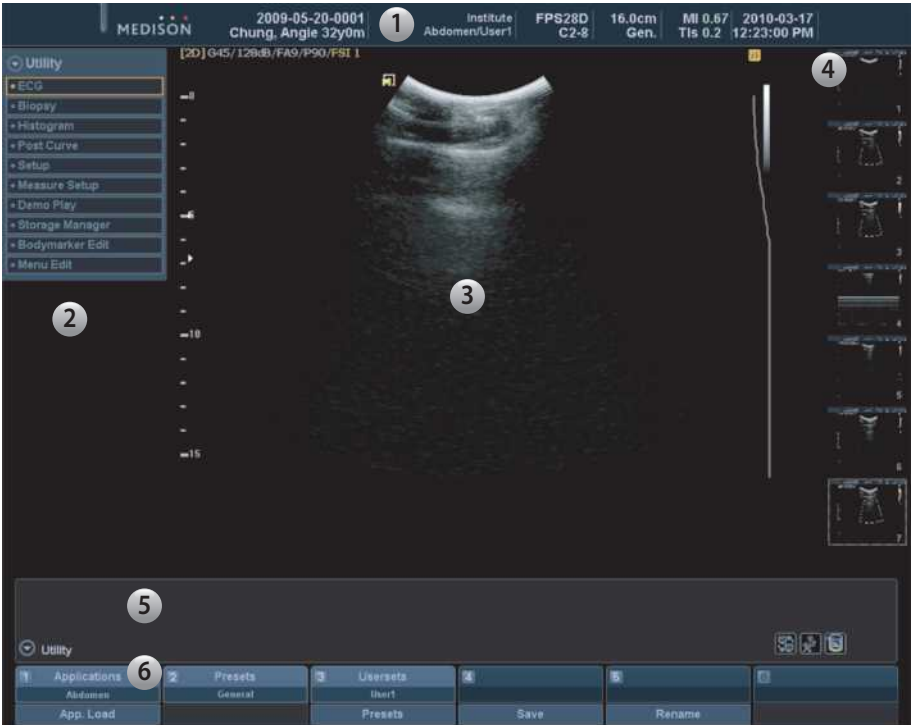 MEDISON
2009-05-20-0001
Chung, Angle 32y0m
1
Institute
Abdomen/User1
FPS28D
C2-8
16.0cm
Gen.
MI 0.67
TIs 0.2
2010-03-17
12:23:00 PM
[2D] G45/128dB/FA9/P90/FSI 1
Utility
ECG
Biopsy
Histogram
Post Curve
Setup
Measure Setup
Demo Play
Storage Manager
Bodymarker Edit
Menu Edit
2
M
0
5
10
15
3
4
1
2
3
4
5
6
7
5
Utility
6
1 Applications
Abdomen
App. Load
2 Presets
General
3 Usersets
User1
Presets
4
Save
5
Rename
6